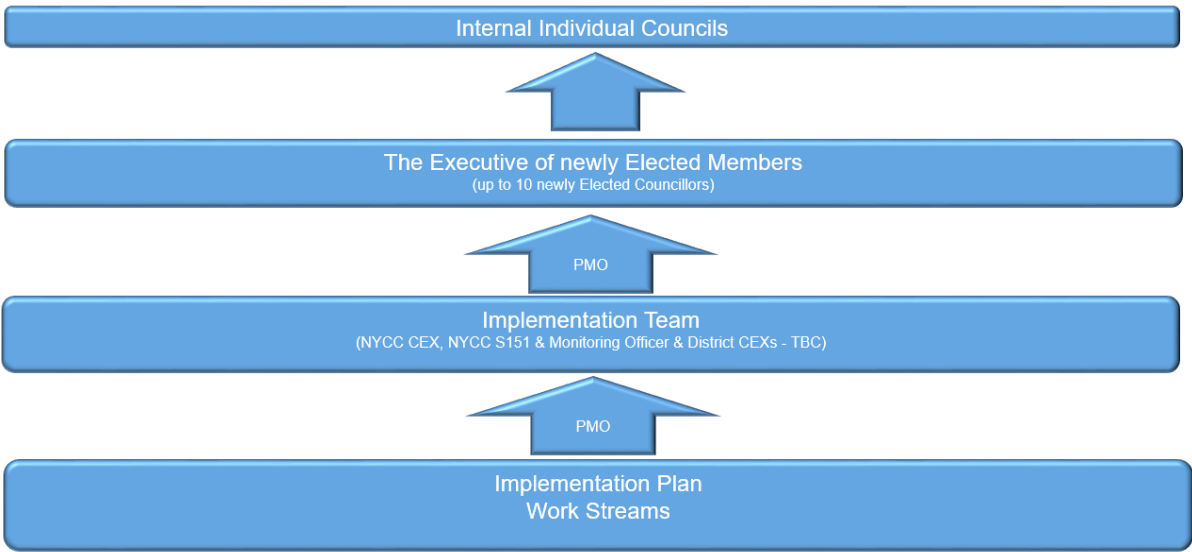 Internal Individual Councils
The Executive of newly Elected Members
(up to 10 newly Elected Councillors)
PMO
Implementation Team
(NYCC CEX, NYCC S151 & Monitoring Officer & District CEXs - TBC)
PMO
Implementation Plan
Work Streams